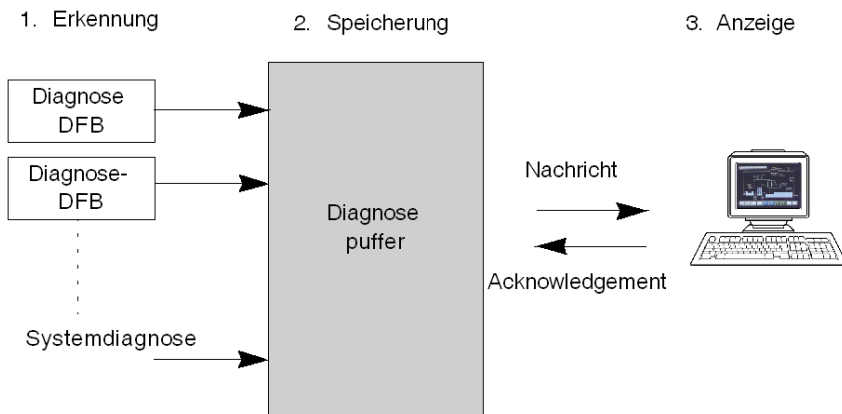 1. Erkennung
2. Speicherung
3. Anzeige
Diagnose
DFB
Diagnose-
DFB
Systemdiagnose
Diagnose
puffer
Nachricht
Acknowledgement